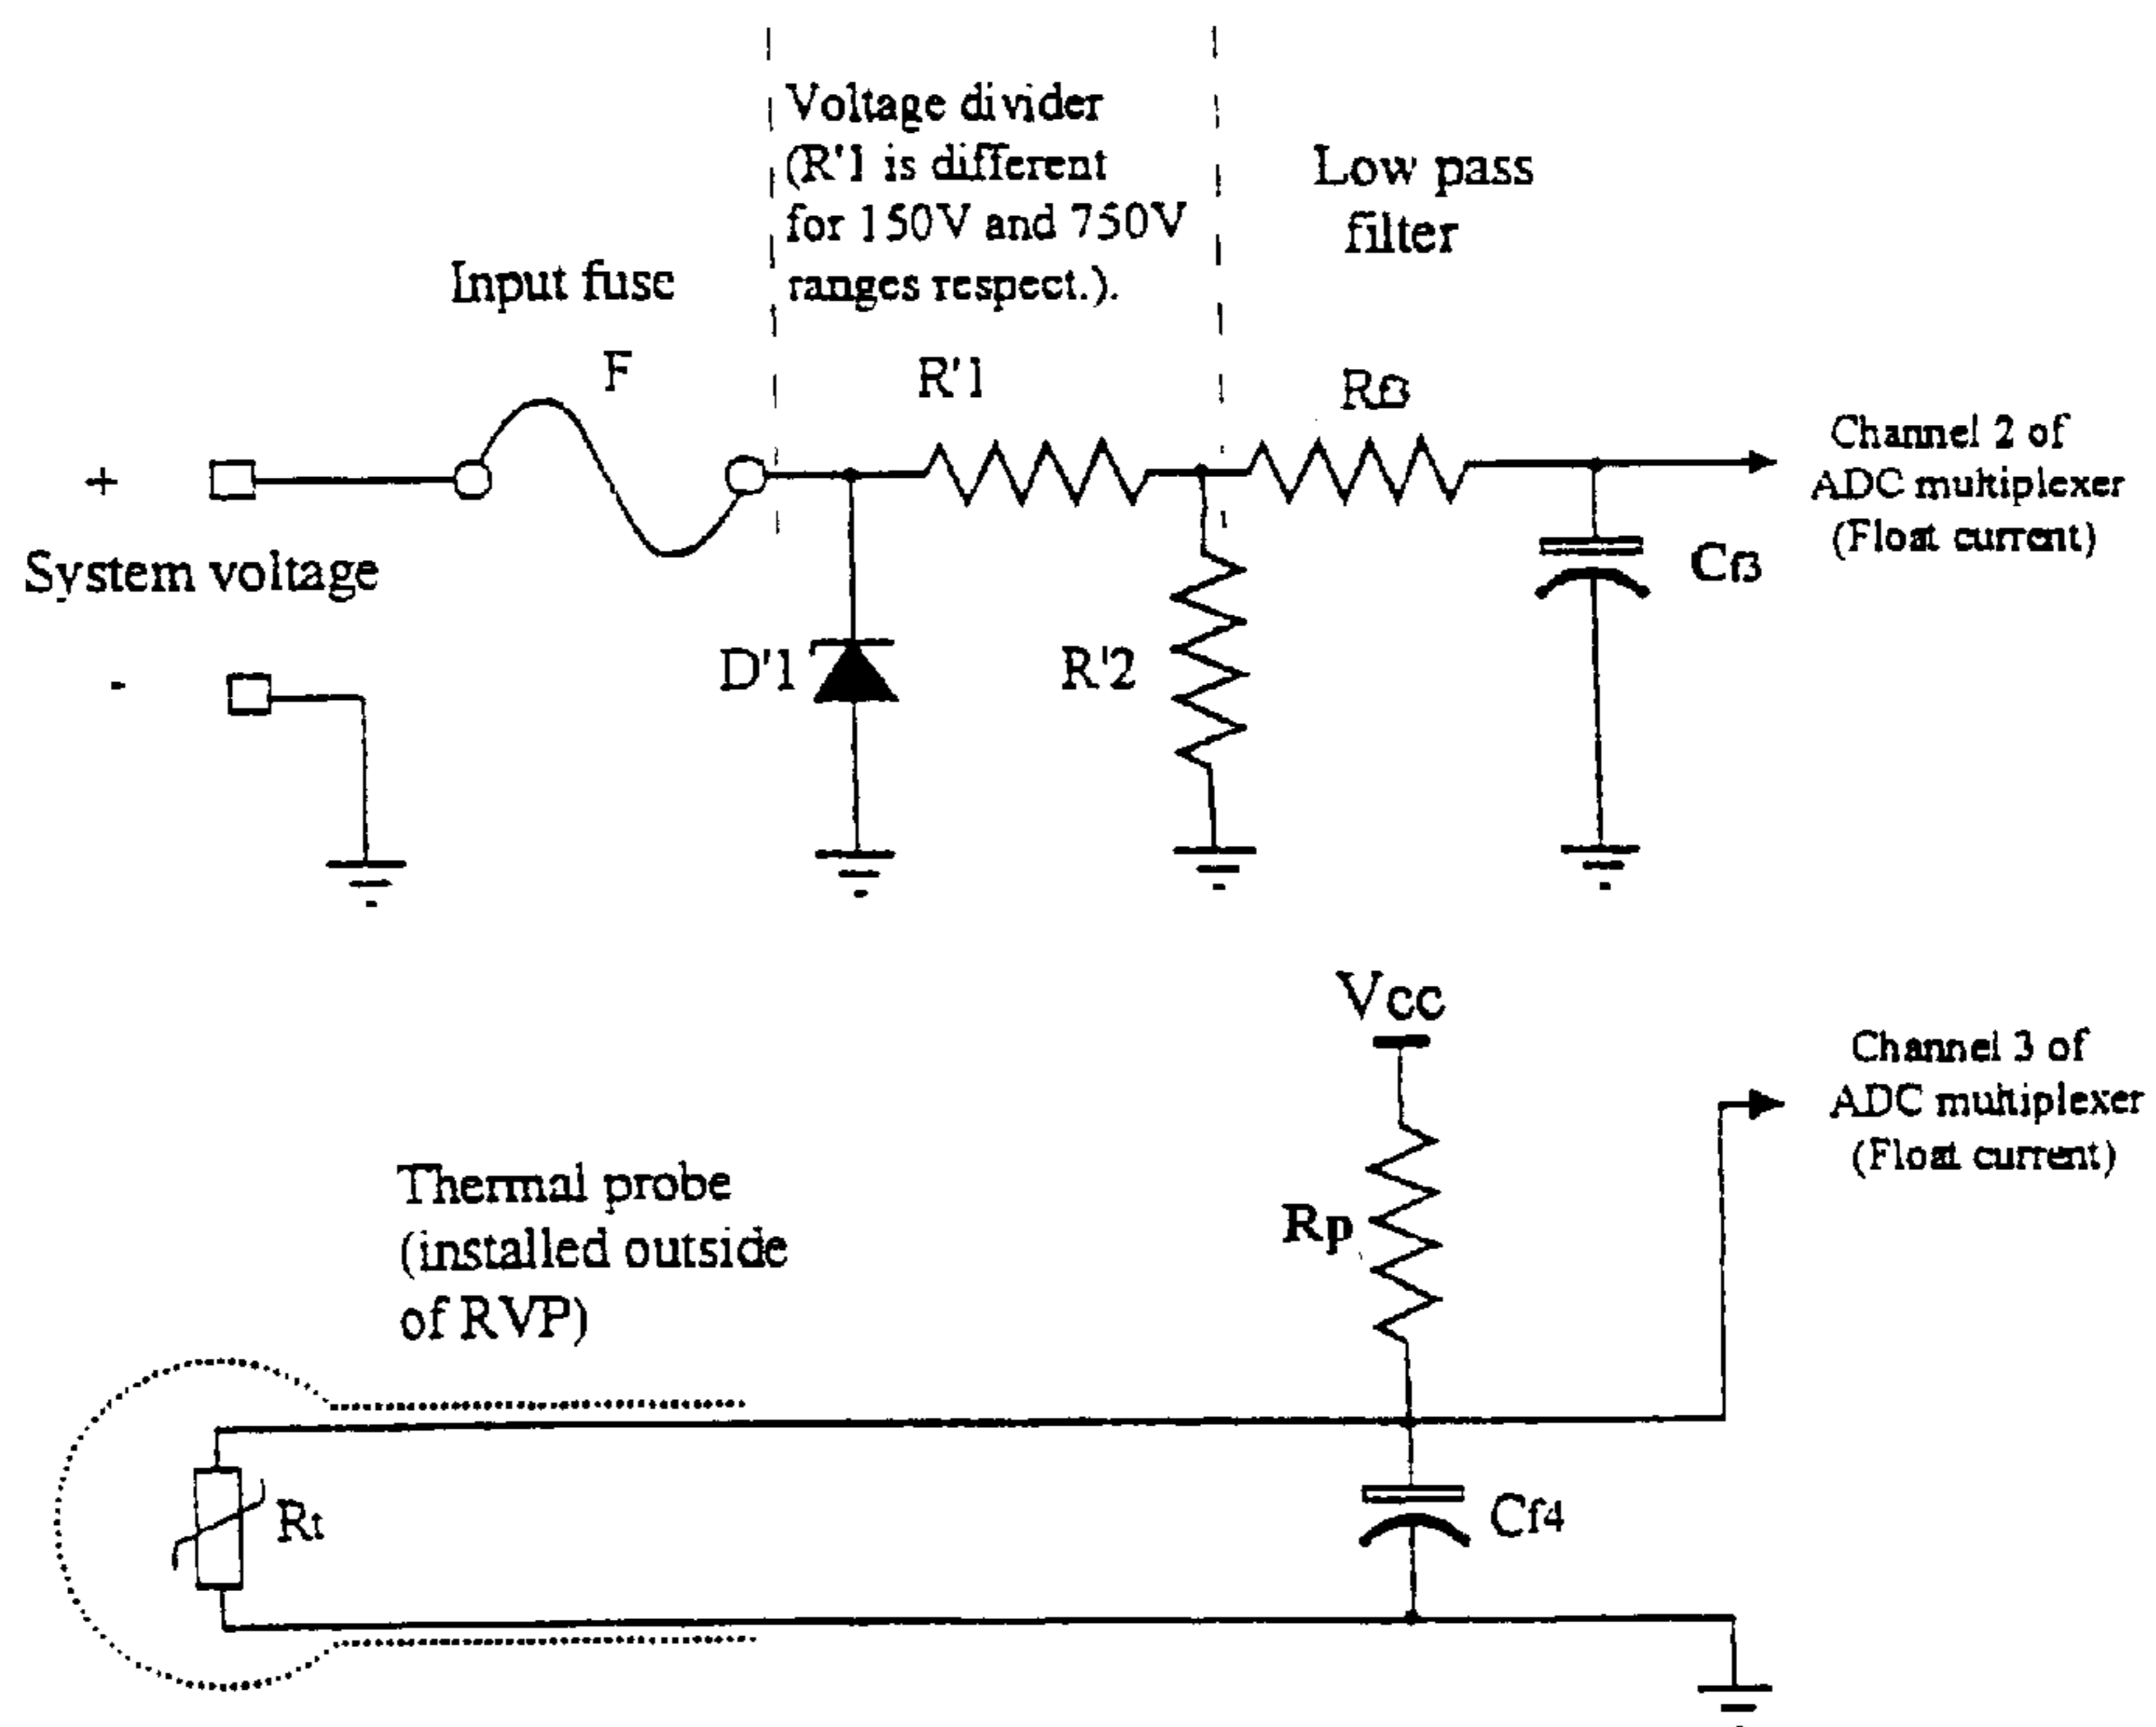 Voltage divider
(R'1 is different
for 150V and 750V
ranges respect.).
Low pass
filter
Input fuse
F
R'1
Rf3
+
System voltage
-
D'1
R'2
Cf3
Channel 2 of
ADC multiplexer
(Float current)
Vcc
Channel 3 of
ADC multiplexer
(Float current)
Thermal probe
(installed outside
of RVP)
Rp
Rt
Cf4